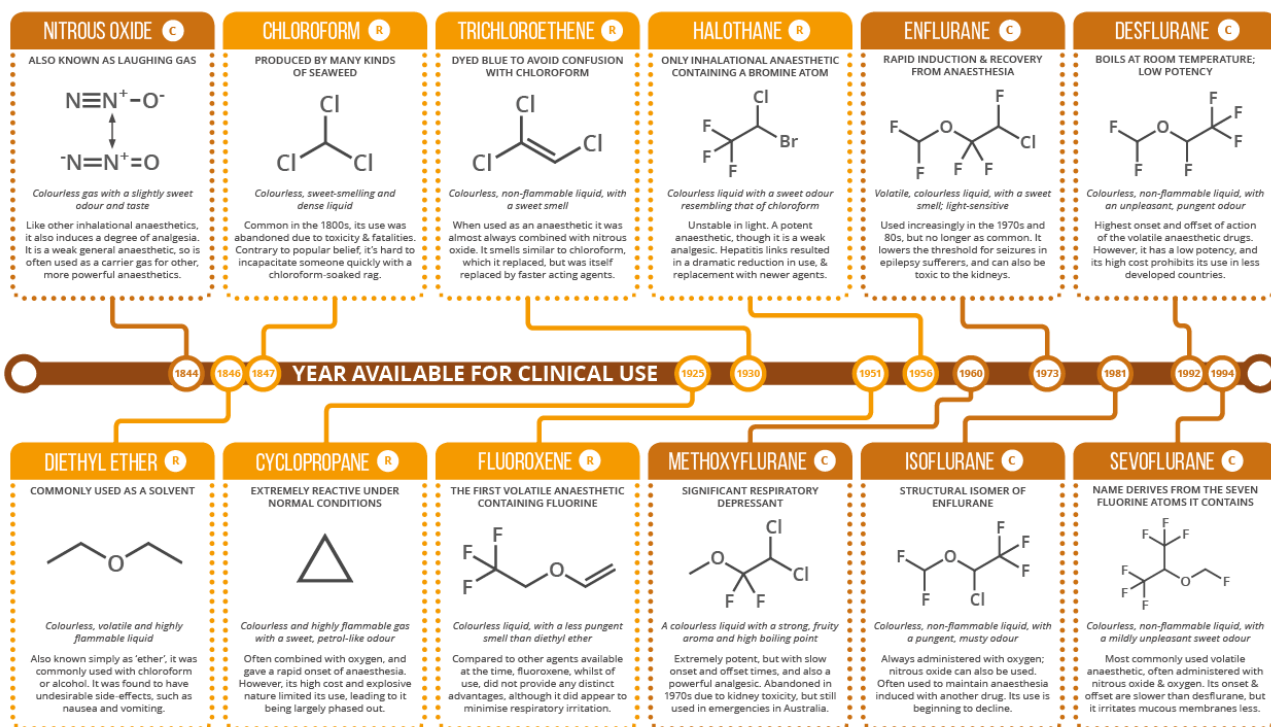 NITROUS OXIDE C
ALSO KNOWN AS LAUGHING GAS
N≡N⁺–O⁻
⁻N=N⁺=O
Colourless gas with a slightly sweet
odour and taste
Like other inhalational anaesthetics,
it also induces a degree of analgesia.
It is a weak general anaesthetic, so is
often used as a carrier gas for other,
more powerful anaesthetics.
CHLOROFORM R
PRODUCED BY MANY KINDS
OF SEAWEED
Cl
Cl Cl
Colourless, sweet-smelling and
dense liquid
Common in the 1800s, its use was
abandoned due to toxicity & fatalities.
Contrary to popular belief, it's hard to
incapacitate someone quickly with a
chloroform-soaked rag.
TRICHLOROETHENE R
DYED BLUE TO AVOID CONFUSION
WITH CHLOROFORM
Cl
Cl Cl
Colourless, non-flammable liquid, with
a sweet smell
When used as an anaesthetic it was
almost always combined with nitrous
oxide. It smells similar to chloroform,
which it replaced, but was itself
replaced by faster acting agents.
HALOTHANE R
ONLY INHALATIONAL ANAESTHETIC
CONTAINING A BROMINE ATOM
Cl
F
F Br
F
Colourless liquid with a sweet odour
resembling that of chloroform
Unstable in light. A potent
anaesthetic, though it is a weak
analgesic. Hepatitis links resulted
in a dramatic reduction in use, &
replacement with newer agents.
ENFLURANE C
RAPID INDUCTION & RECOVERY
FROM ANAESTHESIA
F
F O
Cl
F F F
Volatile, colourless liquid, with a sweet
smell; light-sensitive
Used increasingly in the 1970s and
80s, but no longer as common. It
lowers the threshold for seizures in
epilepsy sufferers, and can also be
toxic to the kidneys.
DESFLURANE C
BOILS AT ROOM TEMPERATURE;
LOW POTENCY
F
F O F
F
F F
Colourless, non-flammable liquid, with
an unpleasant, pungent odour
Highest onset and offset of action
of the volatile anaesthetic drugs.
However, it has a low potency, and
its high cost prohibits its use in less
developed countries.
1844 1846 1847 YEAR AVAILABLE FOR CLINICAL USE 1925 1930 1951 1956 1960 1973 1981 1992 1994
DIETHYL ETHER R
COMMONLY USED AS A SOLVENT
O
Colourless, volatile and highly
flammable liquid
Also known simply as 'ether', it was
commonly used with chloroform
or alcohol. It was found to have
undesirable side-effects, such as
nausea and vomiting.
CYCLOPROPANE R
EXTREMELY REACTIVE UNDER
NORMAL CONDITIONS
Colourless and highly flammable gas
with a sweet, petrol-like odour
Often combined with oxygen, and
gave a rapid onset of anaesthesia.
However, its high cost and explosive
nature limited its use, leading to it
being largely phased out.
FLUROXENE R
THE FIRST VOLATILE ANAESTHETIC
CONTAINING FLUORINE
F
F
F O
Colourless liquid, with a less pungent
smell than diethyl ether
Compared to other agents available
at the time, fluroxene, whilst of
use, did not provide any distinct
advantages, although it did appear to
minimise respiratory irritation.
METHOXYFLURANE C
SIGNIFICANT RESPIRATORY
DEPRESSANT
Cl
O
Cl
F F
A colourless liquid with a strong, fruity
aroma and high boiling point
Extremely potent, but with slow
onset and offset times, and also a
powerful analgesic. Abandoned in
1970s due to kidney toxicity, but still
used in emergencies in Australia.
ISOFLURANE C
STRUCTURAL ISOMER OF
ENFLURANE
F
F O F
F
F Cl
Colourless, non-flammable liquid, with
a pungent, musty odour
Always administered with oxygen;
nitrous oxide can also be used.
Often used to maintain anaesthesia
induced with another drug. Its use is
beginning to decline.
SEVOFLURANE C
NAME DERIVES FROM THE SEVEN
FLUORINE ATOMS IT CONTAINS
F
F F
F
F O F
F
Colourless, non-flammable liquid, with
a mildly unpleasant sweet odour
Most commonly used volatile
anaesthetic, often administered with
nitrous oxide & oxygen. Its onset &
offset are slower than desflurane, but
it irritates mucous membranes less.